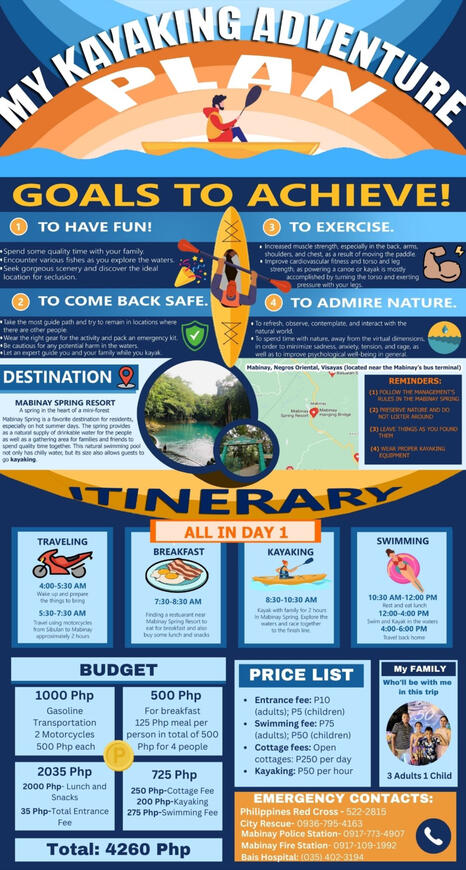 MY KAYAKING ADVENTURE
PLAN
GOALS TO ACHIEVE!
1 TO HAVE FUN!
•Spend some quality time with your family.
•Encounter various fishes as you explore the waters.
•Seek gorgeous scenery and discover the ideal
location for seclusion.
2 TO COME BACK SAFE.
•Take the most guide path and try to remain in locations where
there are other people.
•Wear the right gear for the activity and pack an emergency kit.
•Be cautious for any potential harm in the waters.
•Let an expert guide you and your family while you kayak.
3 TO EXERCISE.
• Increased muscle strength, especially in the back, arms,
shoulders, and chest, as a result of moving the paddle.
• Improve cardiovascular fitness and torso and leg
strength, as powering a canoe or kayak is mostly
accomplished by turning the torso and exerting
pressure with your legs.
4 TO ADMIRE NATURE.
• To refresh, observe, contemplate, and interact with the
natural world.
• To spend time with nature, away from the virtual dimensions,
in order to minimize sadness, anxiety, tension, and rage, as
well as to improve psychological well-being in general.
DESTINATION
MABINAY SPRING RESORT
A spring in the heart of a mini-forest
Mabinay Spring is a favorite destination for residents,
especially on hot summer days. The spring provides
as a natural supply of drinkable water for the people
as well as a gathering area for families and friends to
spend quality time together. This natural swimming pool
not only has chilly water, but its size also allows guests to
go kayaking.
Mabinay, Negros Oriental, Visayas (located near the Mabinay's bus terminal)
Mabinay
Spring Resort
Mabinay
Hanging Bridge
REMINDERS:
(1) FOLLOW THE MANAGEMENT'S
RULES IN THE MABINAY SPRING
(2) PRESERVE NATURE AND DO
NOT LISTER AROUND
(3) LEAVE THINGS AS YOU FOUND
THEM
(4) WEAR PROPER KAYAKING
EQUIPMENT
ITINERARY
ALL IN DAY 1
TRAVELING
4:00-5:30 AM
Wake up and prepare
the things to bring
5:30-7:30 AM
Travel using motorcycles
from Sibulan to Mabinay
approximately 2 hours
BREAKFAST
7:30-8:30 AM
Finding a restuarant near
Mabinay Spring Resort to
eat for breakfast and also
buy some lunch and snacks
KAYAKING
8:30-10:30 AM
Kayak with family for 2 hours
in Mabinay Spring. Explore the
waters and race together
to the finish line.
SWIMMING
10:30 AM-12:00 PM
Rest and eat lunch
12:00-4:00 PM
Swim and Kayak in the waters
4:00-6:00 PM
Travel back home
BUDGET
1000 Php
Gasoline
Transportation
2 Motorcycles
500 Php each
500 Php
For breakfast
125 Php meal per
person in total of 500
Php for 4 people
P
2035 Php
2000 Php- Lunch and
Snacks
35 Php-Total Entrance
Fee
725 Php
250 Php-Cottage Fee
200 Php-Kayaking
275 Php-Swimming Fee
Total: 4260 Php
PRICE LIST
• Entrance fee: P10
(adults); P5 (children)
• Swimming fee: P75
(adults); P50 (children)
• Cottage fees: Open
cottages: P250 per day
• Kayaking: P50 per hour
My FAMILY
Who'll be with me
in this trip
3 Adults 1 Child
EMERGENCY CONTACTS:
Philippines Red Cross - 522-2815
City Rescue- 0936-795-4163
Mabinay Police Station- 0917-773-4907
Mabinay Fire Station- 0917-109-1992
Bais Hospital: (035) 402-3194